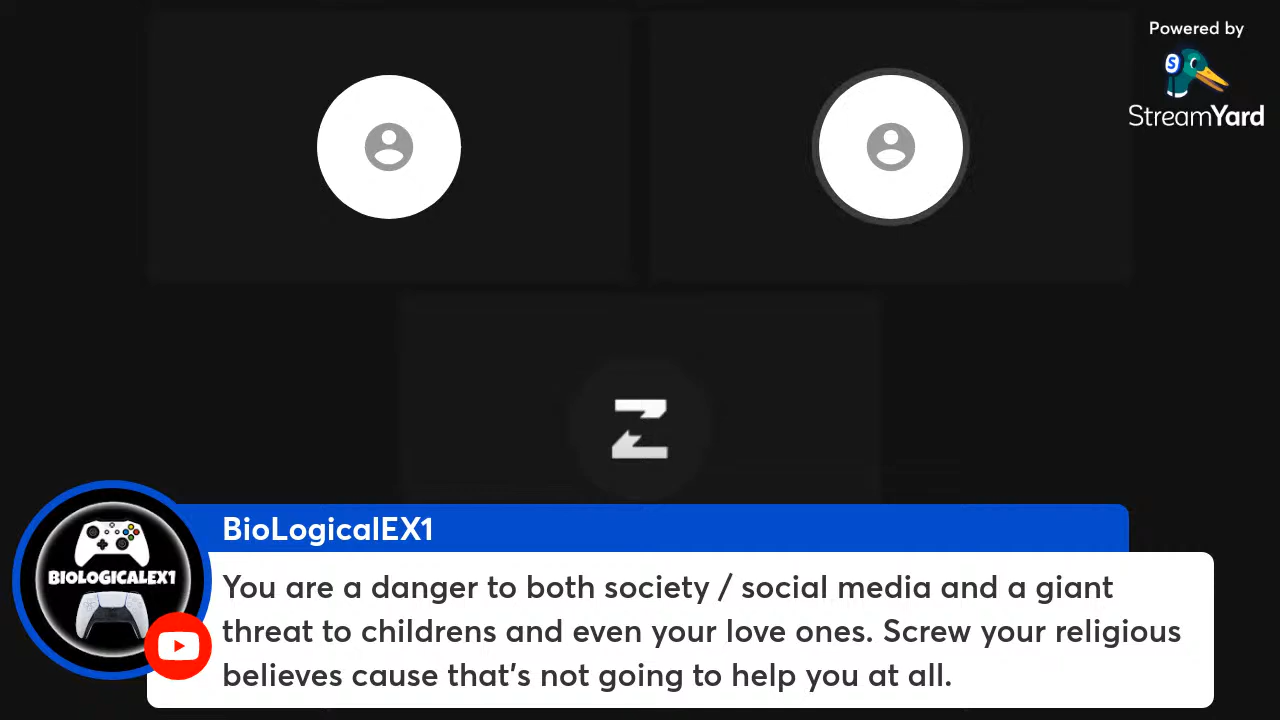 Powered by
S
StreamYard
Z
BioLogicalEX1
BIOLOGICALEX1
You are a danger to both society / social media and a giant
threat to childrens and even your love ones. Screw your religious
believes cause that's not going to help you at all.